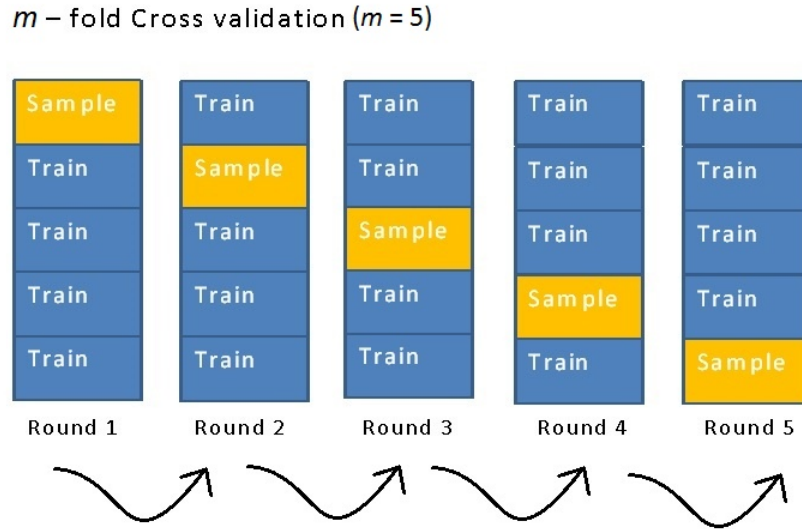 m – fold Cross validation (m = 5)
Sample Train Train Train Train
Train Sample Train Train Train
Train Train Sample Train Train
Train Train Train Sample Train
Train Train Train Train Sample
Round 1 Round 2 Round 3 Round 4 Round 5